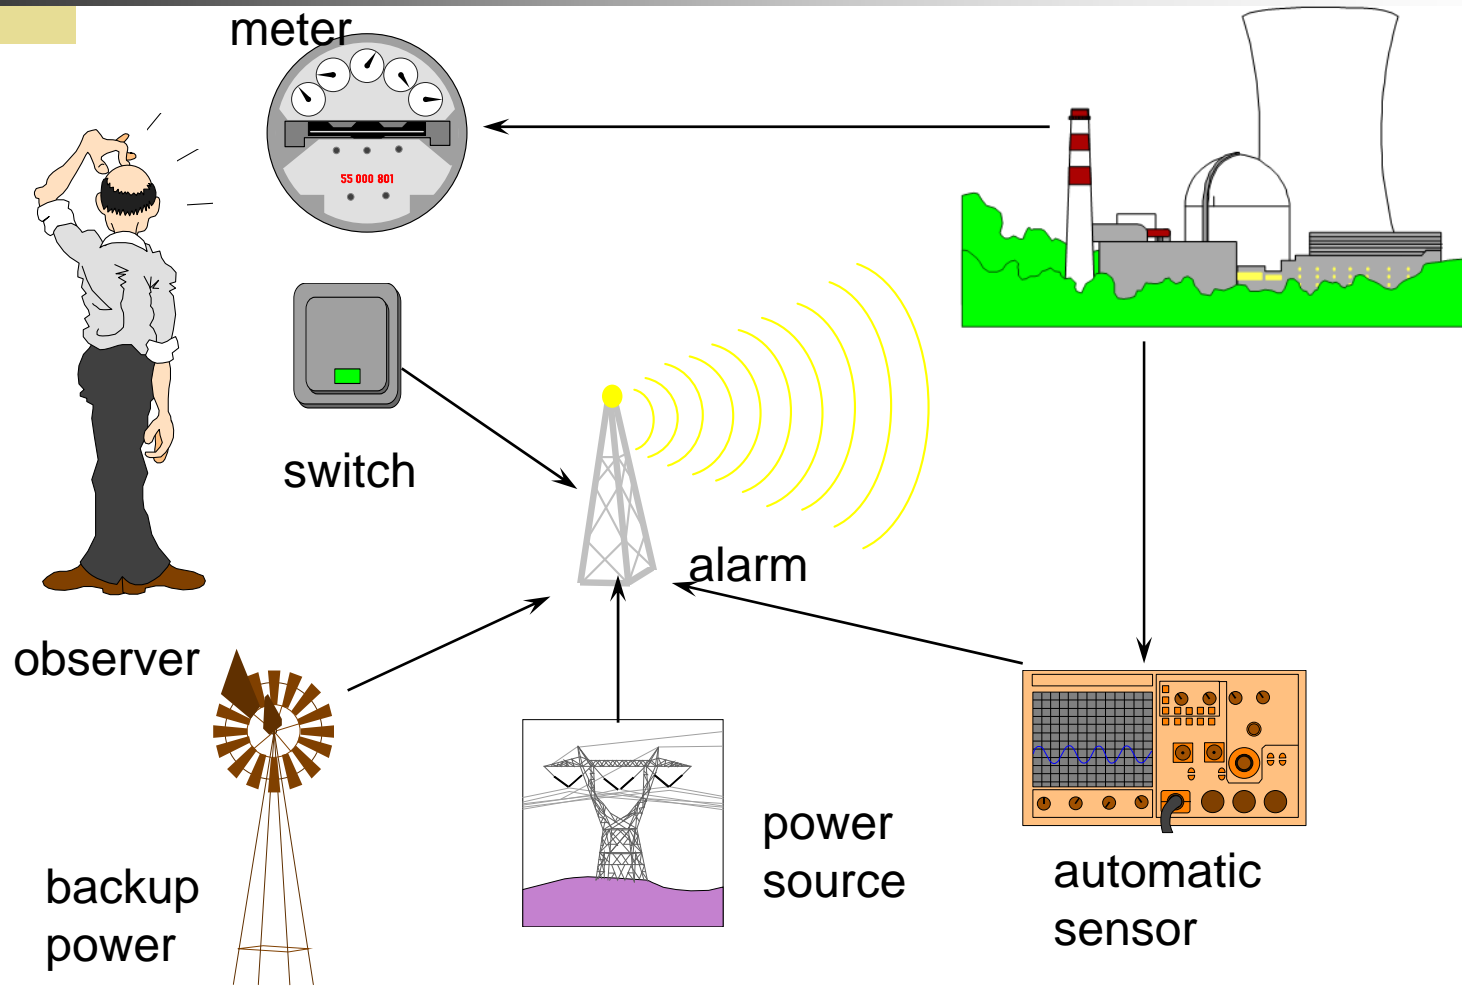 meter
55 000 801
switch
alarm
observer
power
source
automatic
sensor
backup
power